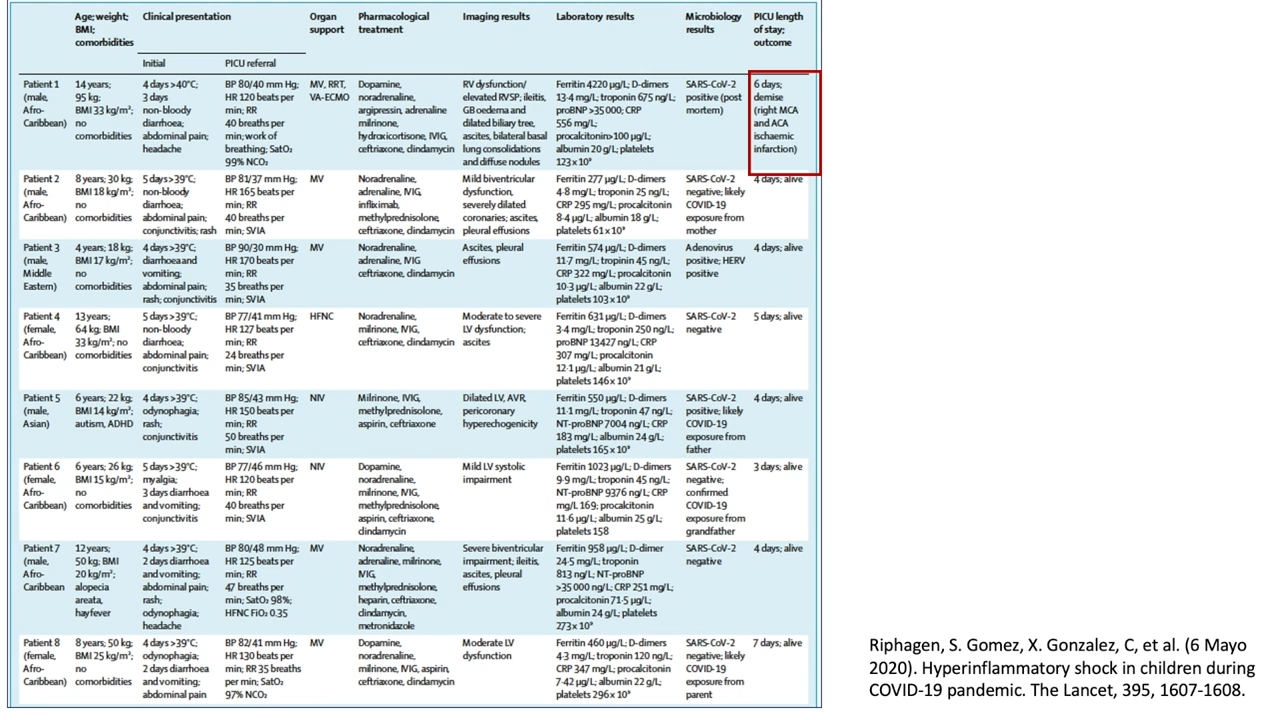 Age; weight; BMI; comorbidities
Clinical presentation
Organ support
Pharmacological treatment
Imaging results
Laboratory results
Microbiology results
PICU length of stay; outcome
Initial
PICU referral
Patient 1 (male, Afro-Caribbean)
14 years; 95 kg; BMI 33 kg/m²; no comorbidities
4 days >40°C; 3 days non-bloody diarrhoea; abdominal pain; headache
BP 80/40 mm Hg; HR 120 beats per min; RR 40 breaths per min; work of breathing; SatO₂ 99% NCO₂
MV, RRT, VA-ECMO
Dopamine, noradrenaline, argipressin, adrenaline milrinone, hydrocortisone, IVIG, ceftriaxone, clindamycin
RV dysfunction/elevated RVSP; ileitis, GB oedema and dilated biliary tree, ascites, bilateral basal lung consolidations and diffuse nodules
Ferritin 4220 μg/L; D-dimers 13·4 mg/L; troponin 675 ng/L; proBNP >35 000; CRP 556 mg/L; procalcitonin>100 μg/L; albumin 20 g/L; platelets 123 x 10⁹
SARS-CoV-2 positive (post mortem)
6 days; demise (right MCA and ACA ischaemic infarction)
Patient 2 (male, Afro-Caribbean)
8 years; 30 kg; BMI 18 kg/m²; no comorbidities
5 days >39°C; non-bloody diarrhoea; abdominal pain; conjunctivitis; rash
BP 81/37 mm Hg; HR 165 beats per min; RR 40 breaths per min; SVIA
MV
Noradrenaline, adrenaline, IVIG, infliximab, methylprednisolone, ceftriaxone, clindamycin
Mild biventricular dysfunction, severely dilated coronaries; ascites, pleural effusions
Ferritin 277 μg/L; D-dimers 4·8 mg/L; troponin 25 ng/L; CRP 295 mg/L; procalcitonin 8·4 μg/L; albumin 18 g/L; platelets 61 x 10⁹
SARS-CoV-2 negative; likely COVID-19 exposure from mother
4 days; alive
Patient 3 (male, Middle Eastern)
4 years; 18 kg; BMI 17 kg/m²; no comorbidities
4 days >39°C; diarrhoea and vomiting; abdominal pain; rash; conjunctivitis
BP 90/30 mm Hg; HR 170 beats per min; RR 35 breaths per min; SVIA
MV
Noradrenaline, adrenaline, IVIG ceftriaxone, clindamycin
Ascites, pleural effusions
Ferritin 574 μg/L; D-dimers 11·7 mg/L; tropinin 45 ng/L; CRP 322 mg/L; procalcitonin 10·3 μg/L; albumin 22 g/L; platelets 103 x 10⁹
Adenovirus positive; HERV positive
4 days; alive
Patient 4 (female, Afro-Caribbean)
13 years; 64 kg; BMI 33 kg/m²; no comorbidities
5 days >39°C; non-bloody diarrhoea; abdominal pain; conjunctivitis
BP 77/41 mm Hg; HR 127 beats per min; RR 24 breaths per min; SVIA
HFNC
Noradrenaline, milrinone, IVIG, ceftriaxone, clindamycin
Moderate to severe LV dysfunction; ascites
Ferritin 631 μg/L; D-dimers 3·4 mg/L; troponin 250 ng/L; proBNP 13427 ng/L; CRP 307 mg/L; procalcitonin 12·1 μg/L; albumin 21 g/L; platelets 146 x 10⁹
SARS-CoV-2 negative
5 days; alive
Patient 5 (male, Asian)
6 years; 22 kg; BMI 14 kg/m²; autism, ADHD
4 days >39°C; odynophagia; rash; conjunctivitis
BP 85/43 mm Hg; HR 150 beats per min; RR 50 breaths per min; SVIA
NIV
Milrinone, IVIG, methylprednisolone, aspirin, ceftriaxone
Dilated LV, AVR, pericoronary hyperechogenicity
Ferritin 550 μg/L; D-dimers 11·1 mg/L; troponin 47 ng/L; NT-proBNP 7004 ng/L; CRP 183 mg/L; albumin 24 g/L; platelets 165 x 10⁹
SARS-CoV-2 positive; likely COVID-19 exposure from father
4 days; alive
Patient 6 (female, Afro-Caribbean)
6 years; 26 kg; BMI 15 kg/m²; no comorbidities
5 days >39°C; myalgia; 3 days diarrhoea and vomiting; conjunctivitis
BP 77/46 mm Hg; HR 120 beats per min; RR 40 breaths per min; SVIA
NIV
Dopamine, noradrenaline, milrinone, IVIG, methylprednisolone, aspirin, ceftriaxone, clindamycin
Mild LV systolic impairment
Ferritin 1023 μg/L; D-dimers 9·9 mg/L; troponin 45 ng/L; NT-proBNP 9376 ng/L; CRP mg/L 169; procalcitonin 11·6 μg/L; albumin 25 g/L; platelets 158
SARS-CoV-2 negative; confirmed COVID-19 exposure from grandfather
3 days; alive
Patient 7 (male, Afro-Caribbean
12 years; 50 kg; BMI 20 kg/m²; alopecia areata, hayfever
4 days >39°C; 2 days diarrhoea and vomiting; abdominal pain; rash; odynophagia; headache
BP 80/48 mm Hg; HR 125 beats per min; RR 47 breaths per min; SatO₂ 98%; HFNC FiO₂ 0.35
MV
Noradrenaline, adrenaline, milrinone, IVIG, methylprednisolone, heparin, ceftriaxone, clindamycin, metronidazole
Severe biventricular impairment; ileitis, ascites, pleural effusions
Ferritin 958 μg/L; D-dimer 24·5 mg/L; troponin 813 ng/L; NT-proBNP >35 000 ng/L; CRP 251 mg/L; procalcitonin 71·5 μg/L; albumin 24 g/L; platelets 273 x 10⁹
SARS-CoV-2 negative
4 days; alive
Patient 8 (female, Afro-Caribbean)
8 years; 50 kg; BMI 25 kg/m²; no comorbidities
4 days >39°C; odynophagia; 2 days diarrhoea and vomiting; abdominal pain
BP 82/41 mm Hg; HR 130 beats per min; RR 35 breaths per min; SatO₂ 97% NCO₂
MV
Dopamine, noradrenaline, milrinone, IVIG, aspirin, ceftriaxone, clindamycin
Moderate LV dysfunction
Ferritin 460 μg/L; D-dimers 4·3 mg/L; troponin 120 ng/L; CRP 347 mg/L; procalcitonin 7·42 μg/L; albumin 22 g/L; platelets 296 x 10⁹
SARS-CoV-2 negative; likely COVID-19 exposure from parent
7 days; alive
Riphagen, S. Gomez, X. Gonzalez, C, et al. (6 Mayo
2020). Hyperinflammatory shock in children during
COVID-19 pandemic. The Lancet, 395, 1607-1608.